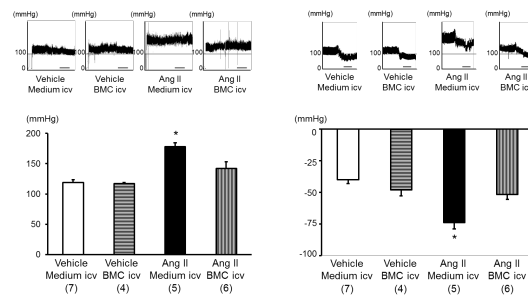 (mmHg) (mmHg) (mmHg) (mmHg)
100 100 100 100
0 0 0 0
Vehicle Vehicle Ang II Ang II
Medium icv BMC icv Medium icv BMC icv
(mmHg)
200
150
100
50
0
*
Vehicle Vehicle Ang II Ang II
Medium icv BMC icv Medium icv BMC icv
(7) (4) (5) (6)
(mmHg) (mmHg) (mmHg) (mmHg)
100 100 100 100
0 0 0 0
Vehicle Vehicle Ang II Ang II
Medium icv BMC icv Medium icv BMC icv
(mmHg)
0
-25
-50
-75
-100
*
Vehicle Vehicle Ang II Ang II
Medium icv BMC icv Medium icv BMC icv
(7) (4) (5) (6)